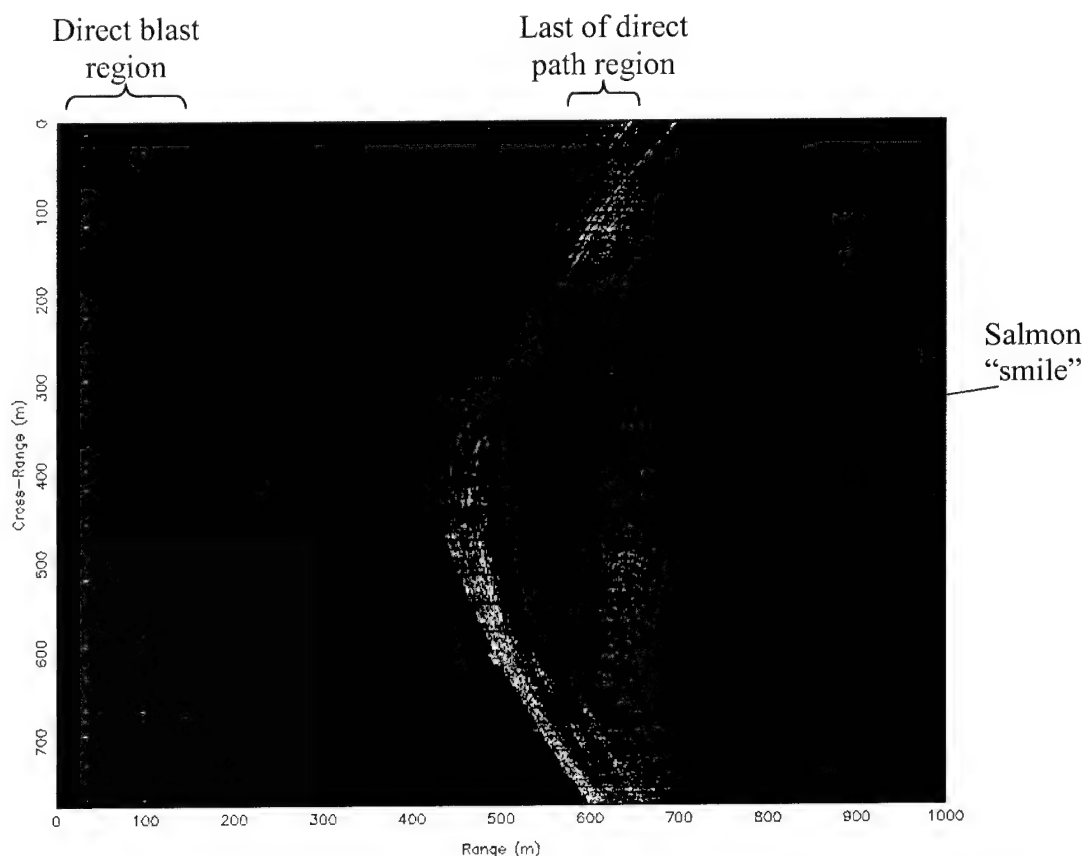 Direct blast
region
Last of direct
path region
Salmon
“smile”
0
100
200
300
400
500
600
700
Cross-Range (m)
0 100 200 300 400 500 600 700 800 900 1000
Range (m)